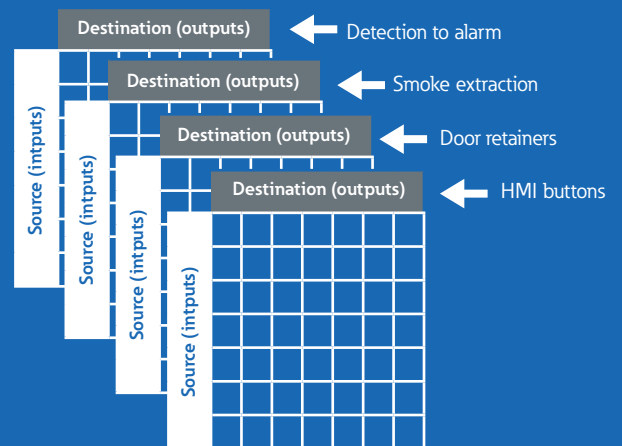 Destination (outputs)
Detection to alarm
Source (intputs)
Destination (outputs)
Smoke extraction
Source (intputs)
Destination (outputs)
Door retainers
Source (intputs)
Destination (outputs)
HMI buttons
Source (intputs)